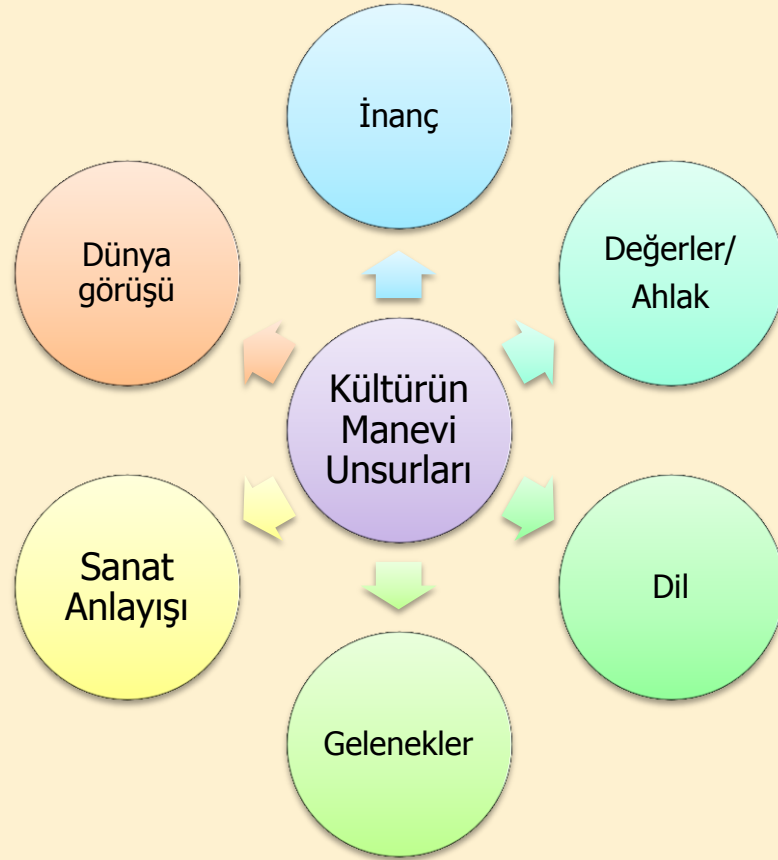 İnanç
Değerler/
Ahlak
Dünya
görüşü
Kültürün
Manevi
Unsurları
Sanat
Anlayışı
Dil
Gelenekler